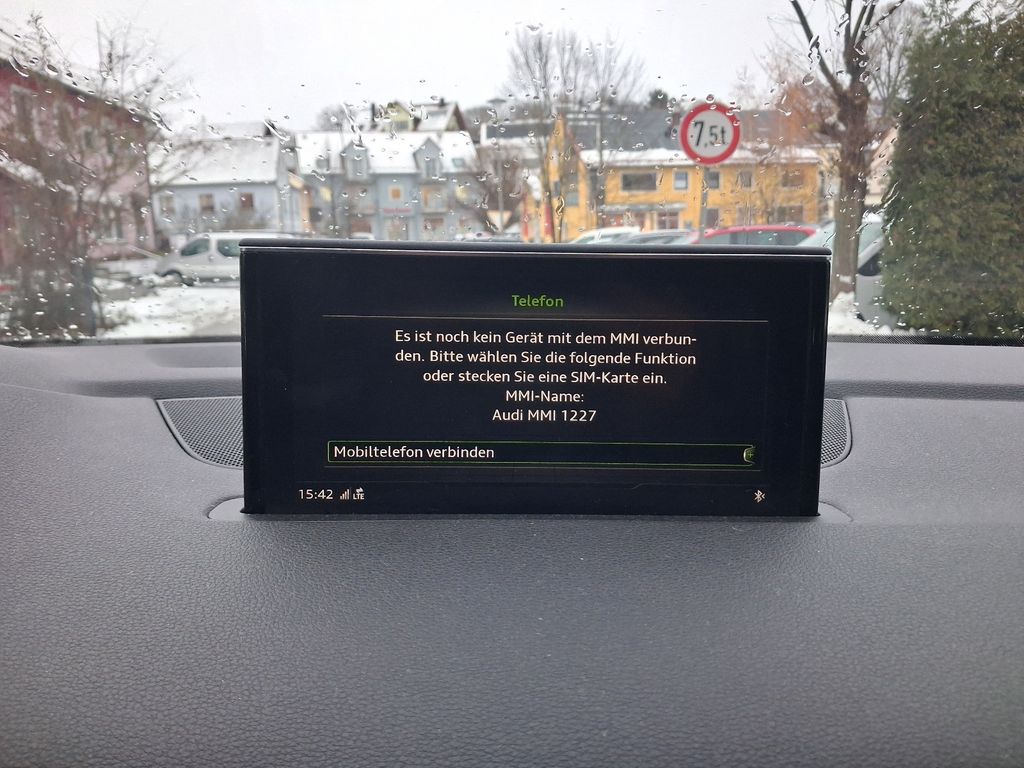 7.5t
Telefon
Es ist noch kein Gerät mit dem MMI verbun-
den. Bitte wählen Sie die folgende Funktion
oder stecken Sie eine SIM-Karte ein.
MMI-Name:
Audi MMI 1227
Mobiltelefon verbinden
15:42 LTE